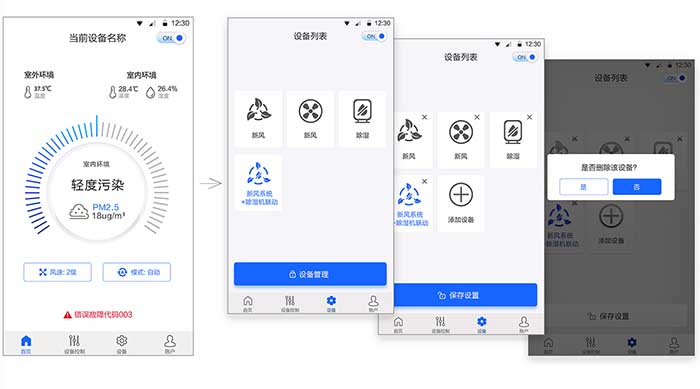 12:30
当前设备名称
ON
室外环境
室内环境
37.5℃
温度
28.4℃
温度
26.4%
湿度
室内环境
轻度污染
PM2.5
18ug/m³
风速: 2级
模式: 自动
错误故障代码003
首页
设备控制
设备
账户
12:30
设备列表
ON
新风
新风
除湿
新风系统
+除湿机联动
设备管理
首页
设备控制
设备
账户
12:30
设备列表
ON
新风
新风
除湿
新风系统
+除湿机联动
添加设备
保存设置
首页
设备控制
设备
账户
12:30
设备列表
ON
是否删除该设备?
是
否
新风系统
+除湿机联动
添加设备
保存设置
首页
设备控制
设备
账户